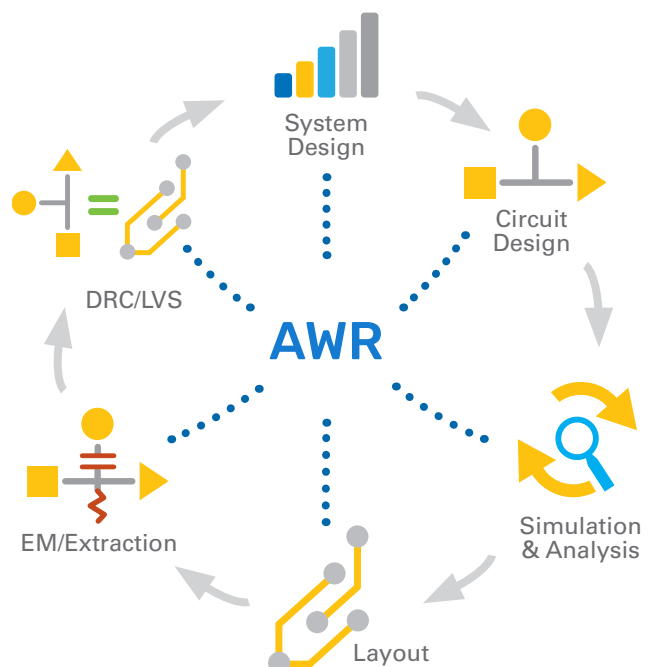 System
Design
Circuit
Design
Simulation
& Analysis
Layout
EM/Extraction
DRC/LVS
AWR